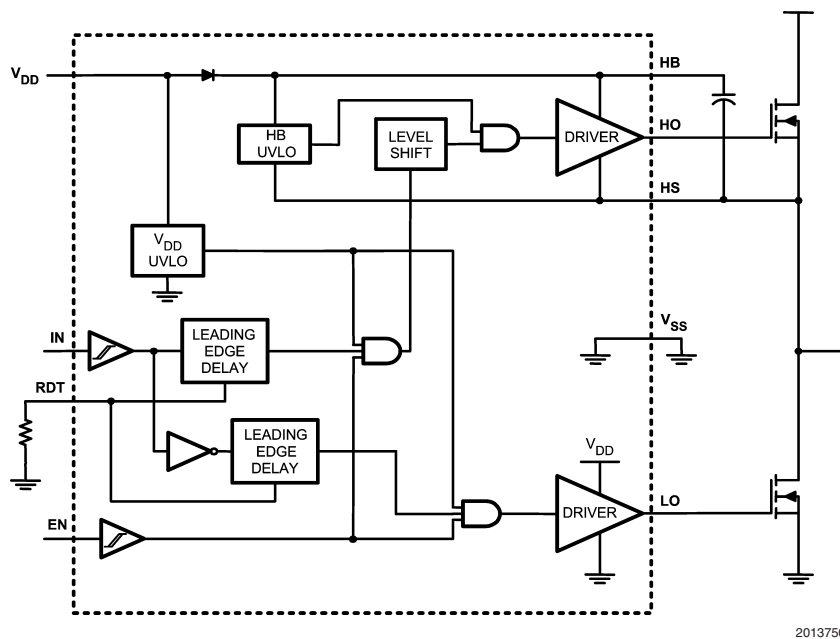 VDD
HB
HB
UVLO
LEVEL
SHIFT
DRIVER
HO
HS
VDD
UVLO
VSS
IN
LEADING
EDGE
DELAY
RDT
LEADING
EDGE
DELAY
VDD
EN
DRIVER
LO